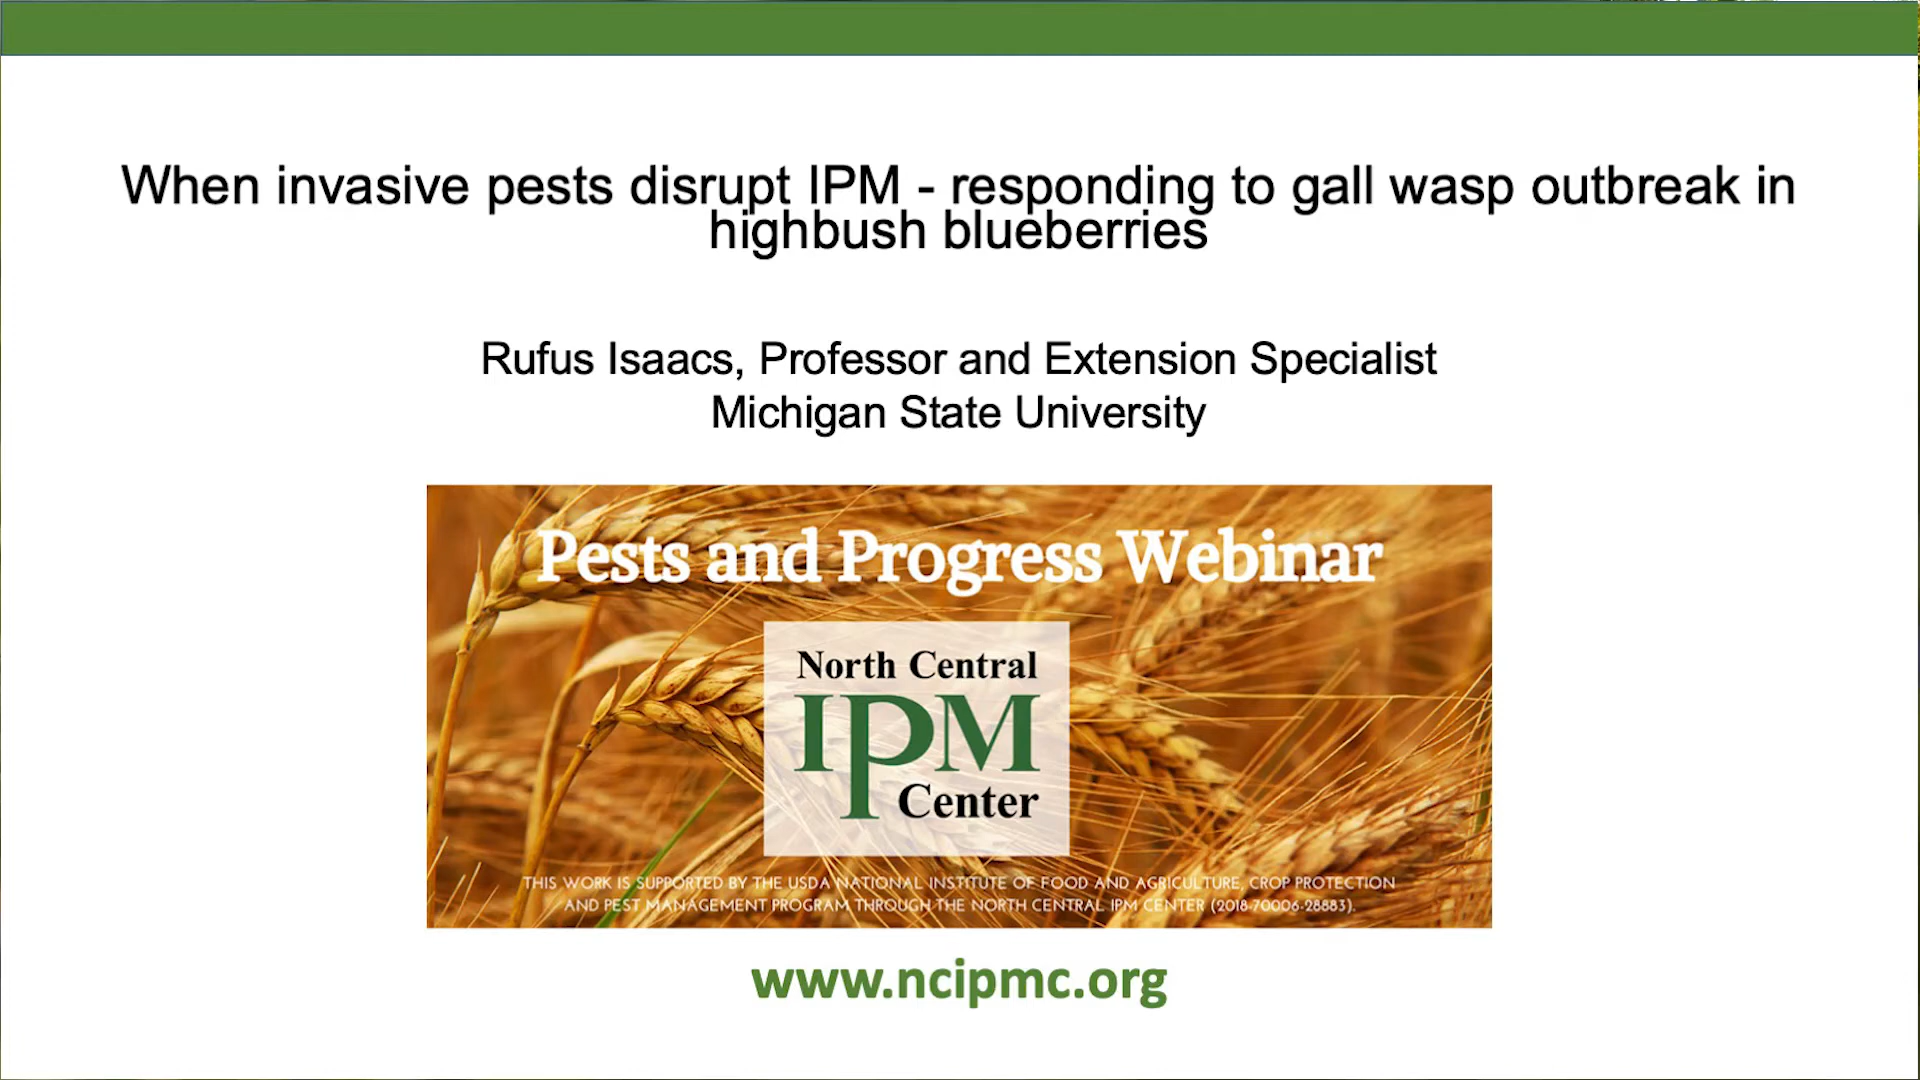 When invasive pests disrupt IPM - responding to gall wasp outbreak in
highbush blueberries
Rufus Isaacs, Professor and Extension Specialist
Michigan State University
Pests and Progress Webinar
North Central
IPM
Center
THIS WORK IS SUPPORTED BY THE USDA NATIONAL INSTITUTE OF FOOD AND AGRICULTURE, CROP PROTECTION
AND PEST MANAGEMENT PROGRAM THROUGH THE NORTH CENTRAL IPM CENTER (2018-70006-28883).
www.ncipmc.org